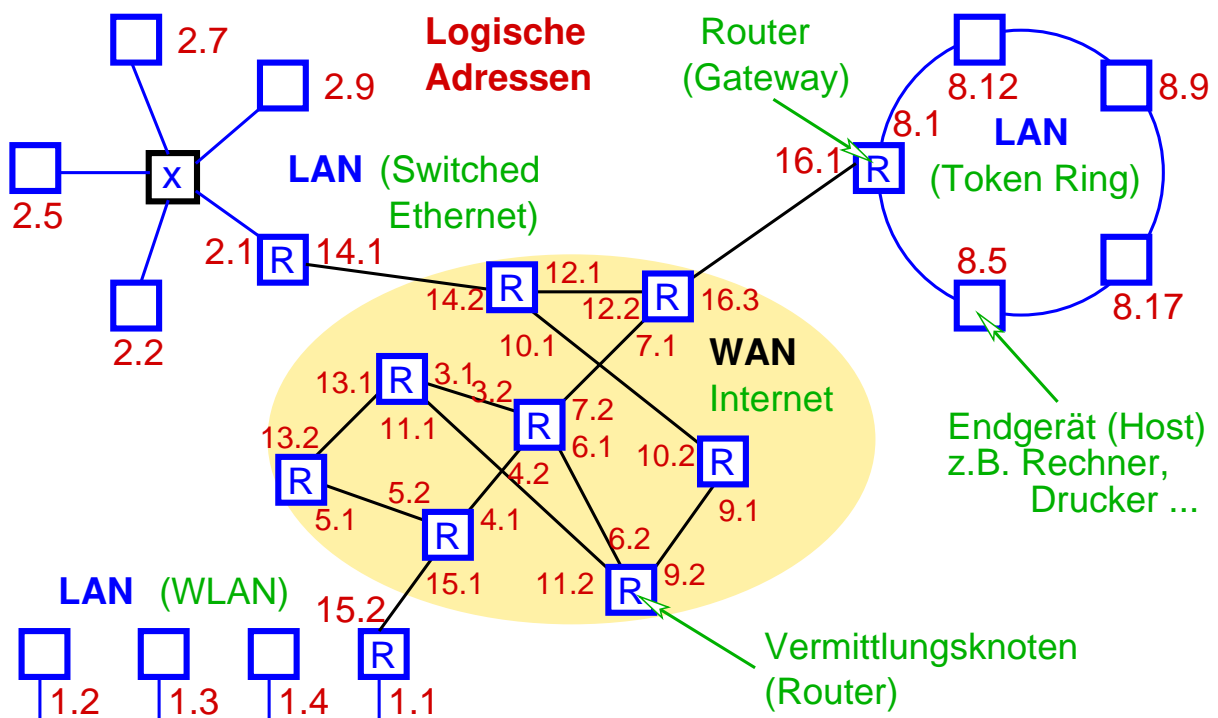 2.7
Logische
Adressen
Router
(Gateway)
8.12
8.9
2.9
8.1
LAN
(Token Ring)
16.1
R
x
LAN (Switched
Ethernet)
2.5
2.1
R
14.1
8.5
8.17
2.2
14.2
R
12.1
12.2
R
16.3
10.1
7.1
WAN
Internet
13.1
R
3.1
3.2
11.1
R
7.2
6.1
13.2
R
5.1
5.2
4.2
4.1
R
10.2
R
9.1
Endgerät (Host)
z.B. Rechner,
Drucker ...
6.2
11.2
R
9.2
15.1
LAN (WLAN)
15.2
R
Vermittlungsknoten
(Router)
1.2
1.3
1.4
1.1